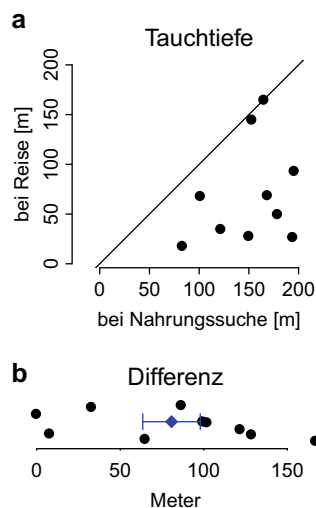 a
Tauchtiefe
bei Reise [m]
200
150
100
50
0
0 50 100 150 200
bei Nahrungssuche [m]
b
Differenz
0 50 100 150
Meter